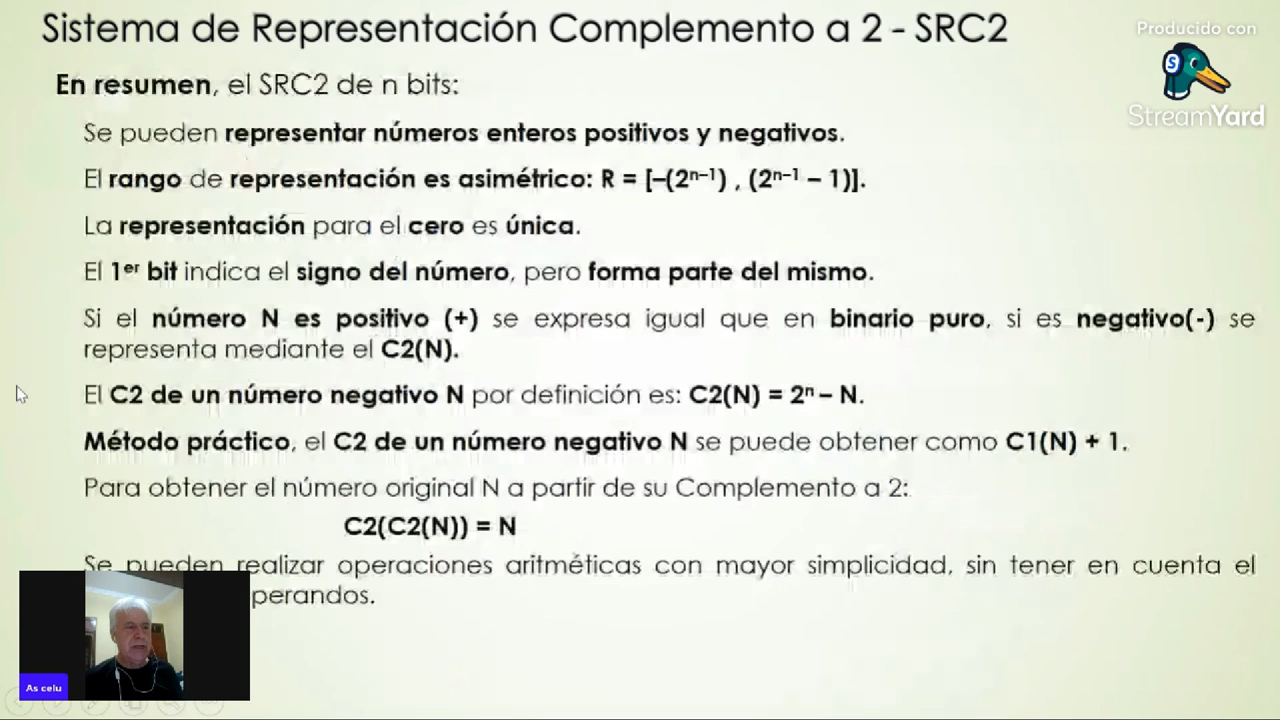 Sistema de Representación Complemento a 2 - SRC2
Producido con
StreamYard
En resumen, el SRC2 de n bits:
Se pueden representar números enteros positivos y negativos.
El rango de representación es asimétrico: R = [–(2ⁿ⁻¹) , (2ⁿ⁻¹ – 1)].
La representación para el cero es única.
El 1ᵉʳ bit indica el signo del número, pero forma parte del mismo.
Si el número N es positivo (+) se expresa igual que en binario puro, si es negativo(-) se
representa mediante el C2(N).
El C2 de un número negativo N por definición es: C2(N) = 2ⁿ – N.
Método práctico, el C2 de un número negativo N se puede obtener como C1(N) + 1.
Para obtener el número original N a partir de su Complemento a 2:
C2(C2(N)) = N
Se pueden realizar operaciones aritméticas con mayor simplicidad, sin tener en cuenta el
perandos.
As celu